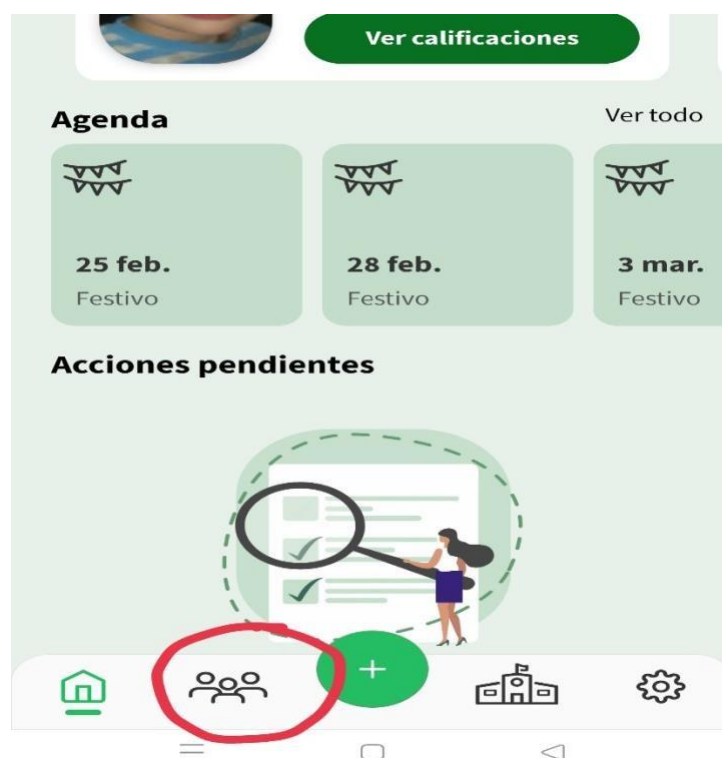 Ver calificaciones
Agenda
Ver todo
25 feb.
Festivo
28 feb.
Festivo
3 mar.
Festivo
Acciones pendientes